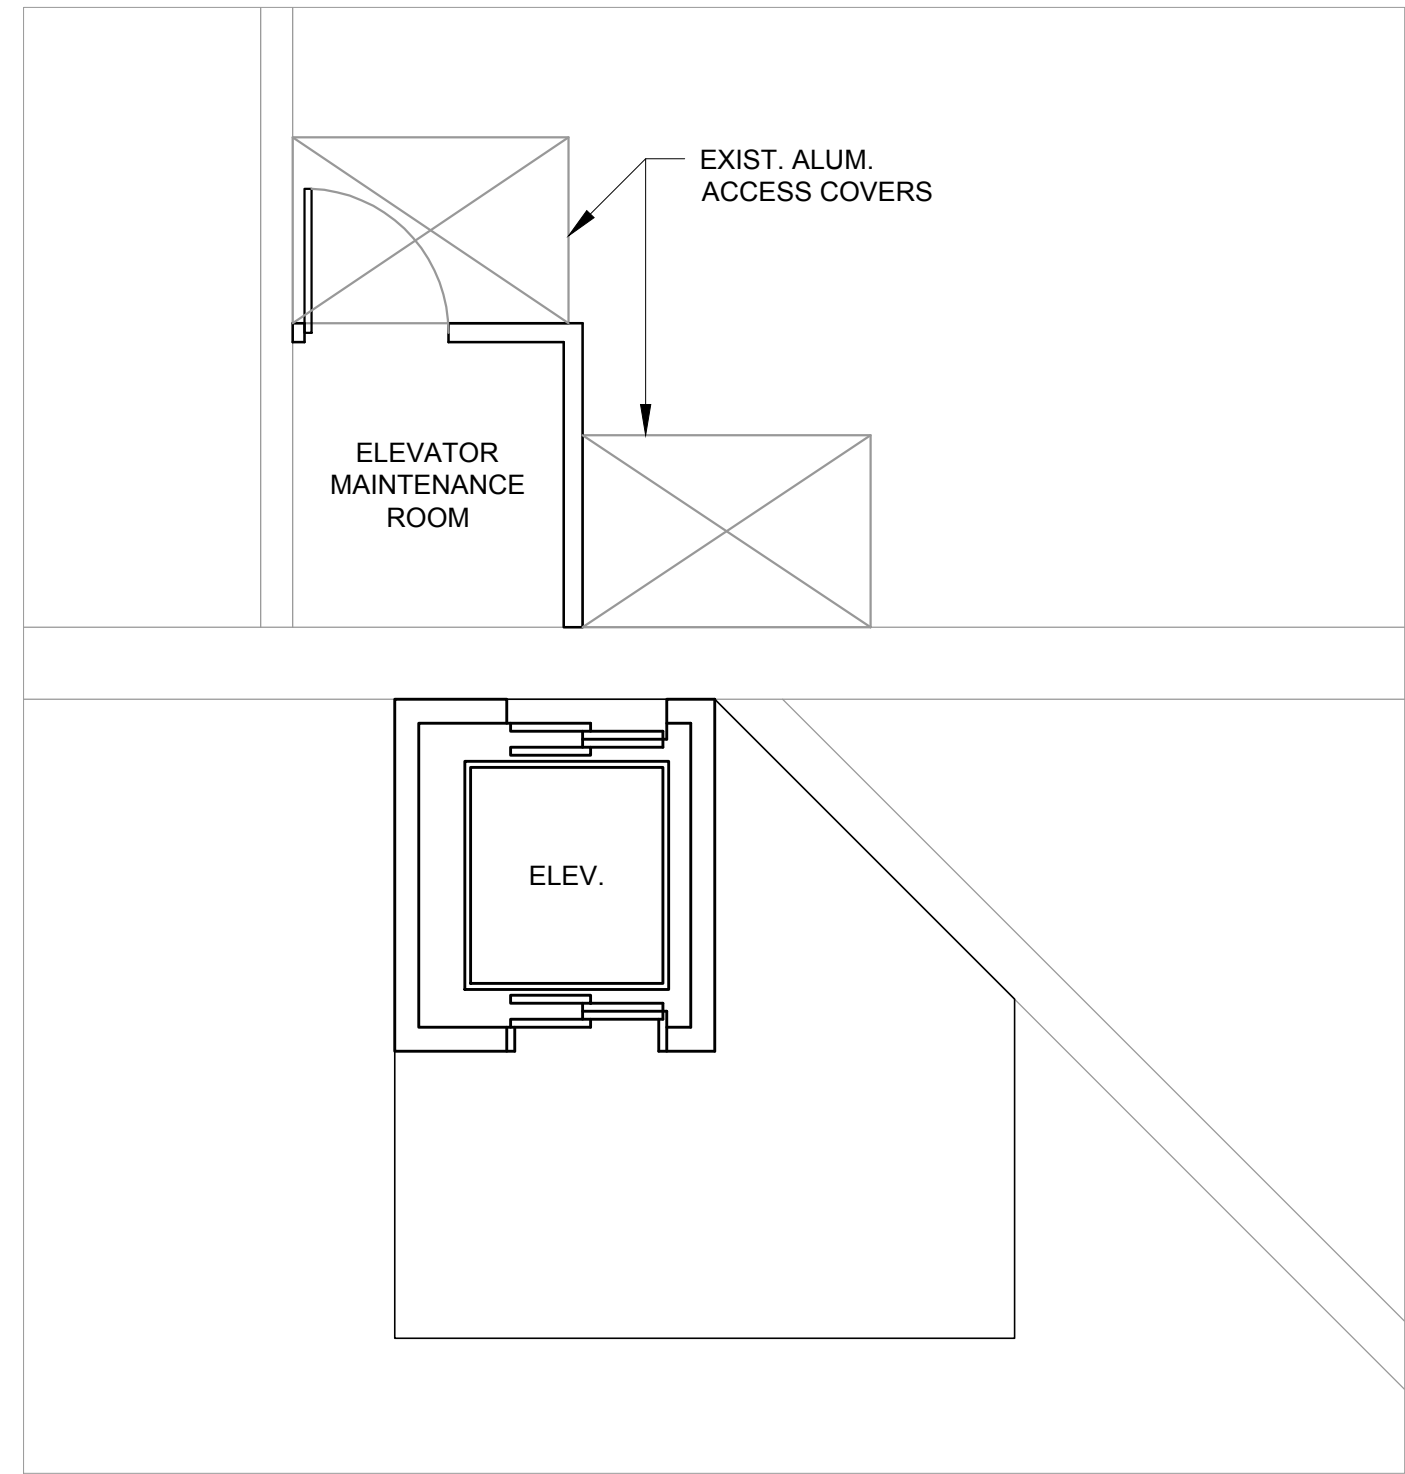 EXIST. ALUM.
ACCESS COVERS
ELEVATOR
MAINTENANCE
ROOM
ELEV.